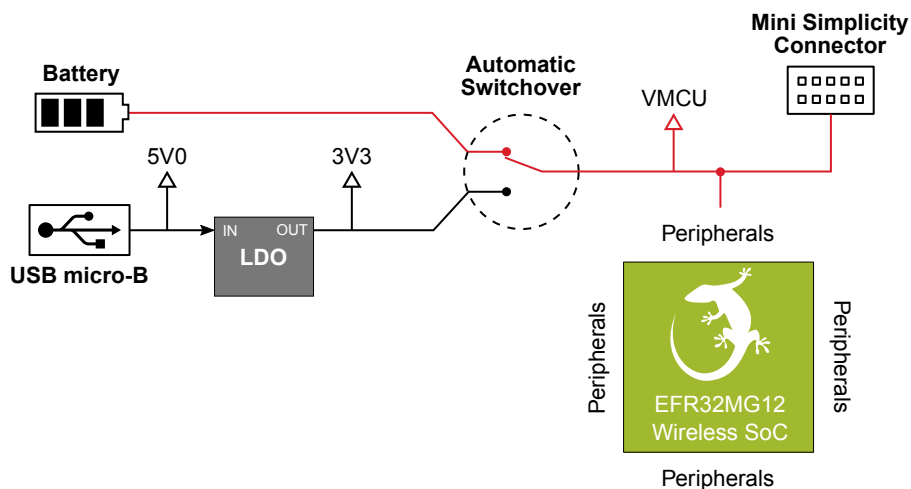 Mini Simplicity
Connector
Battery
Automatic
Switchover
VMCU
5V0
3V3
IN
OUT
LDO
USB micro-B
Peripherals
Peripherals
Peripherals
EFR32MG12
Wireless SoC
Peripherals